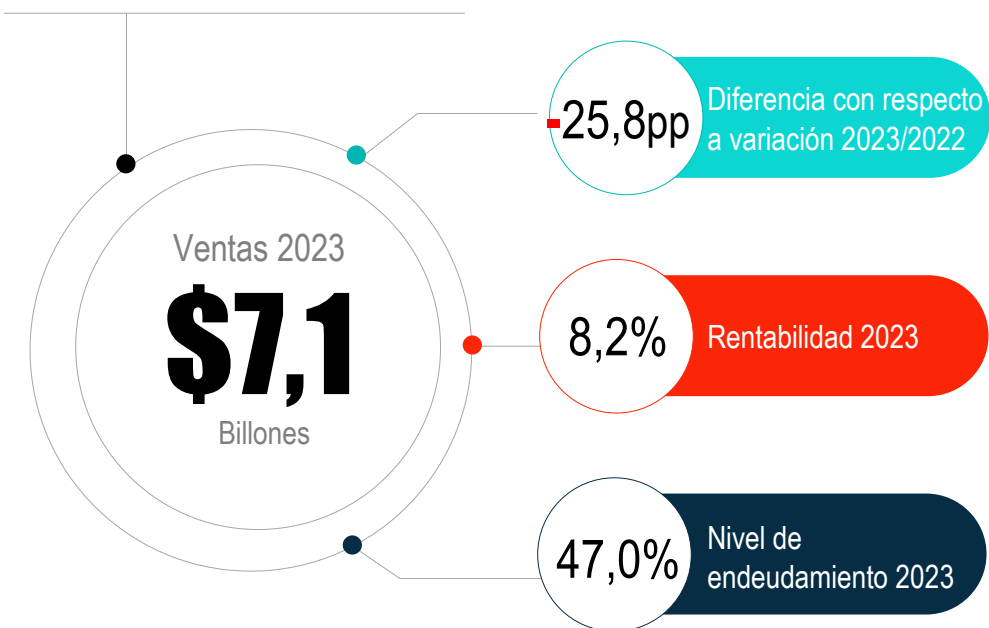 Ventas 2023
$7,1
Billones
-25,8pp
Diferencia con respecto
a variación 2023/2022
8,2%
Rentabilidad 2023
47,0%
Nivel de
endeudamiento 2023